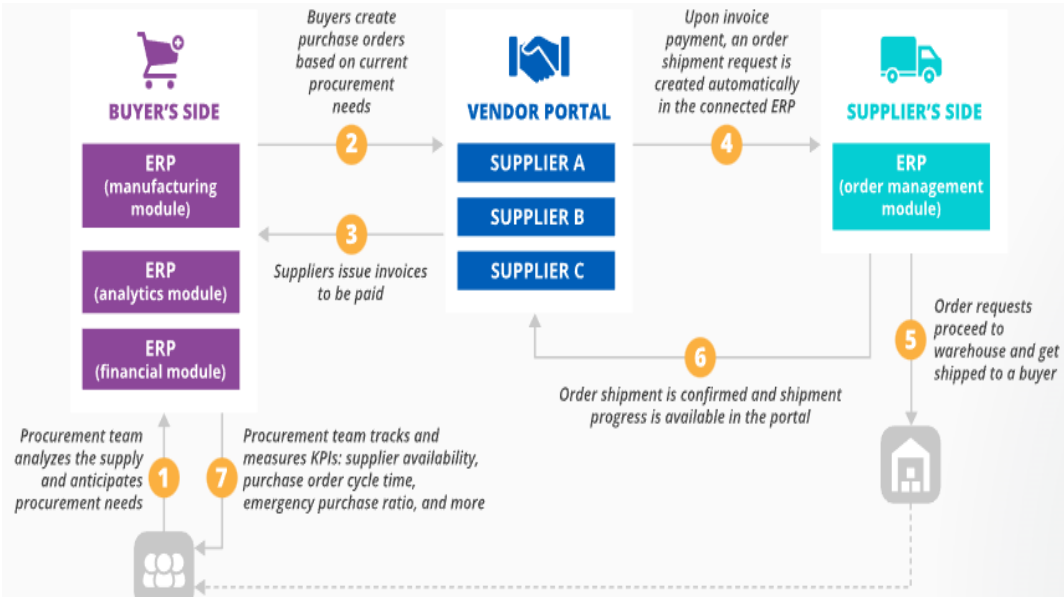 BUYER'S SIDE
ERP
(manufacturing
module)
ERP
(analytics module)
ERP
(financial module)
Buyers create
purchase orders
based on current
procurement
needs
2
3
Suppliers issue invoices
to be paid
VENDOR PORTAL
SUPPLIER A
SUPPLIER B
SUPPLIER C
Upon invoice
payment, an order
shipment request is
created automatically
in the connected ERP
4
SUPPLIER'S SIDE
ERP
(order management
module)
5
Order requests
proceed to
warehouse and get
shipped to a buyer
6
Order shipment is confirmed and shipment
progress is available in the portal
Procurement team
analyzes the supply
and anticipates
procurement needs
1
7
Procurement team tracks and
measures KPIs: supplier availability,
purchase order cycle time,
emergency purchase ratio, and more